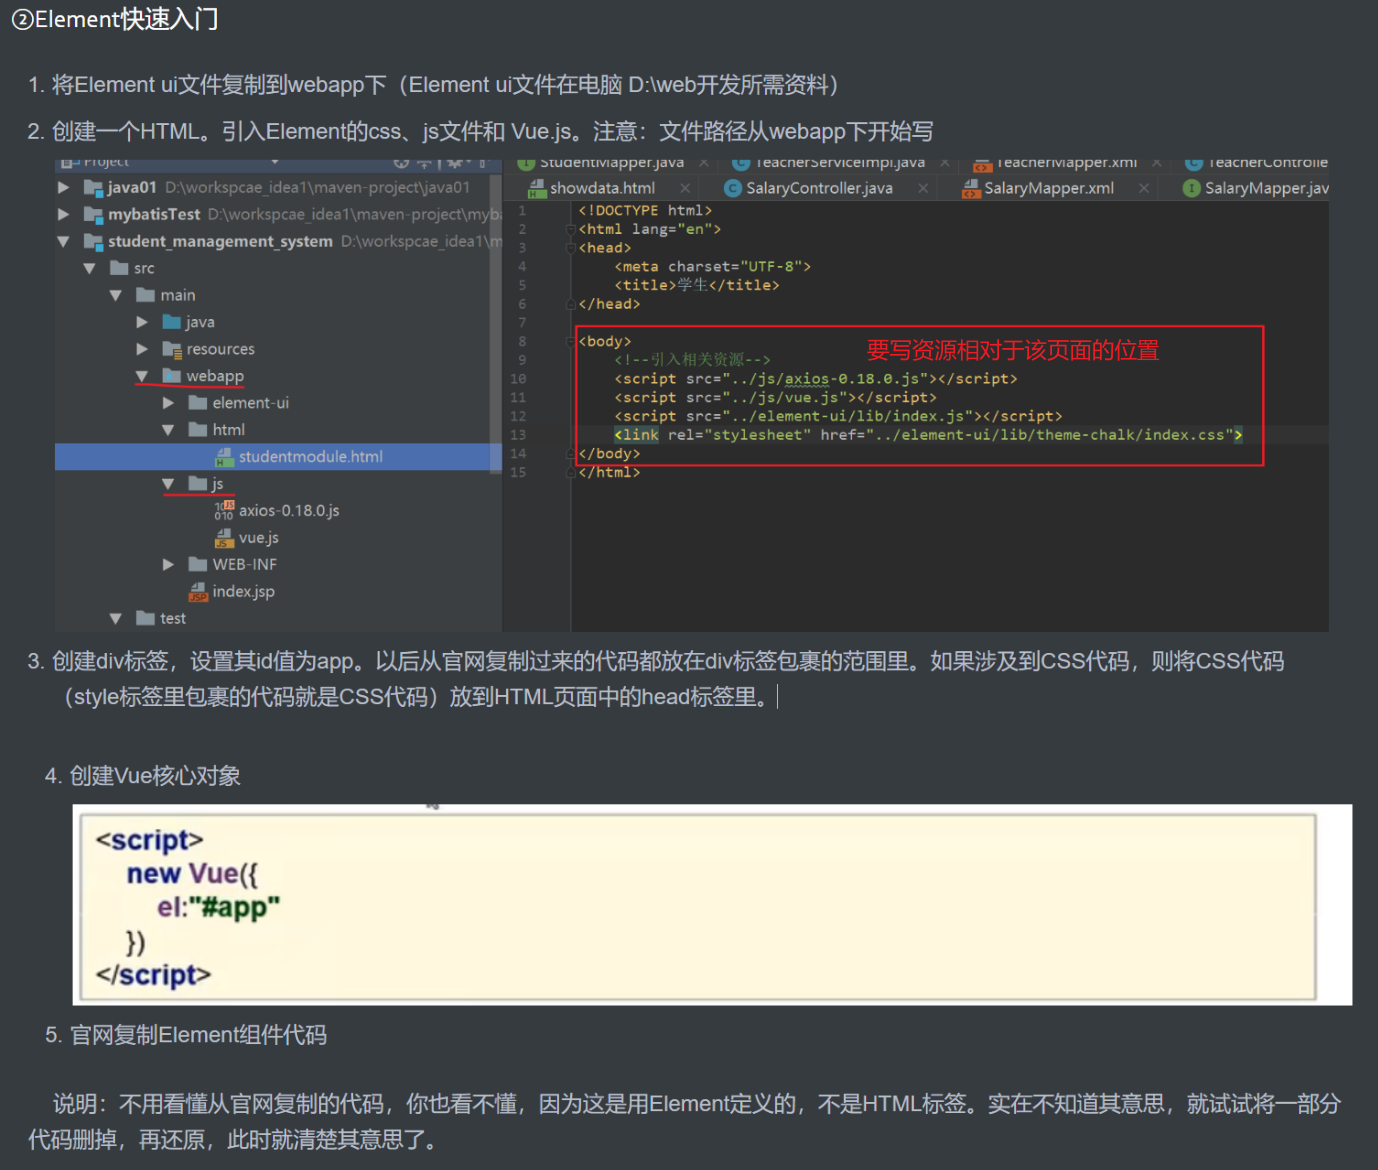 ②Element快速入门
1. 将Element ui文件复制到webapp下（Element ui文件在电脑 D:\web开发所需资料）
2. 创建一个HTML。引入Element的css、js文件和 Vue.js。注意：文件路径从webapp下开始写
Project
StudentMapper.java
TeacherServiceImpl.java
TeacherMapper.xml
TeacherControlle
showdata.html
SalaryController.java
SalaryMapper.xml
SalaryMapper.jav
java01 D:\workspcae_idea1\maven-project\java01
mybatisTest D:\workspcae_idea1\maven-project\myba
student_management_system D:\workspcae_idea1\m
src
main
java
resources
webapp
element-ui
html
studentmodule.html
js
axios-0.18.0.js
vue.js
WEB-INF
index.jsp
test
1 <!DOCTYPE html>
2 <html lang="en">
3 <head>
4 <meta charset="UTF-8">
5 <title>学生</title>
6 </head>
7
8 <body>
要写资源相对于该页面的位置
9 <!--引入相关资源-->
10 <script src="../js/axios-0.18.0.js"></script>
11 <script src="../js/vue.js"></script>
12 <script src="../element-ui/lib/index.js"></script>
13 <link rel="stylesheet" href="../element-ui/lib/theme-chalk/index.css">
14 </body>
15 </html>
3. 创建div标签，设置其id值为app。以后从官网复制过来的代码都放在div标签包裹的范围里。如果涉及到CSS代码，则将CSS代码
（style标签里包裹的代码就是CSS代码）放到HTML页面中的head标签里。
4. 创建Vue核心对象
<script>
new Vue({
el:"#app"
})
</script>
5. 官网复制Element组件代码
说明：不用看懂从官网复制的代码，你也看不懂，因为这是用Element定义的，不是HTML标签。实在不知道其意思，就试试将一部分
代码删掉，再还原，此时就清楚其意思了。